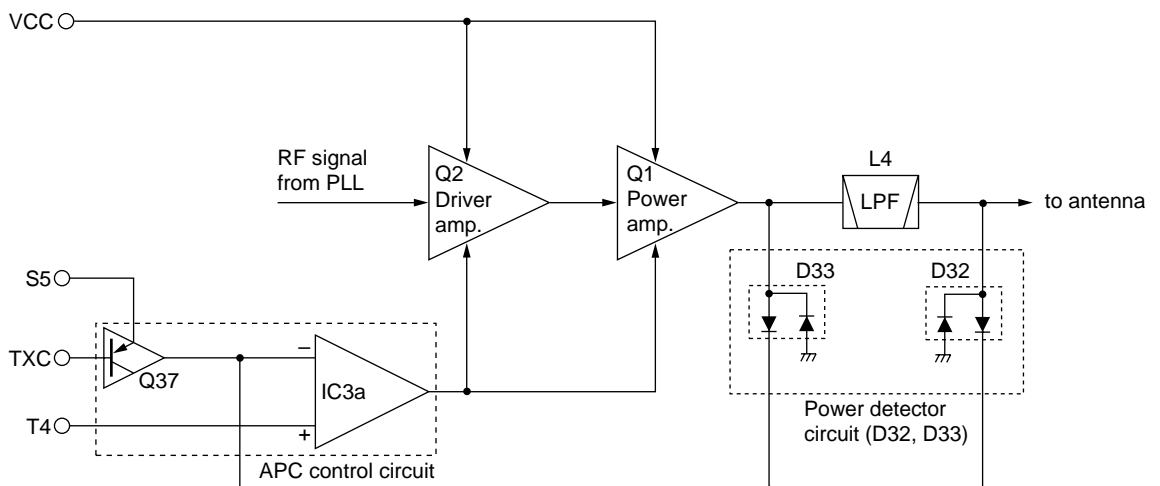 VCC
RF signal
from PLL
Q2
Driver
amp.
Q1
Power
amp.
L4
LPF
to antenna
S5
TXC
T4
Q37
−
+
IC3a
APC control circuit
D33
D32
Power detector
circuit (D32, D33)